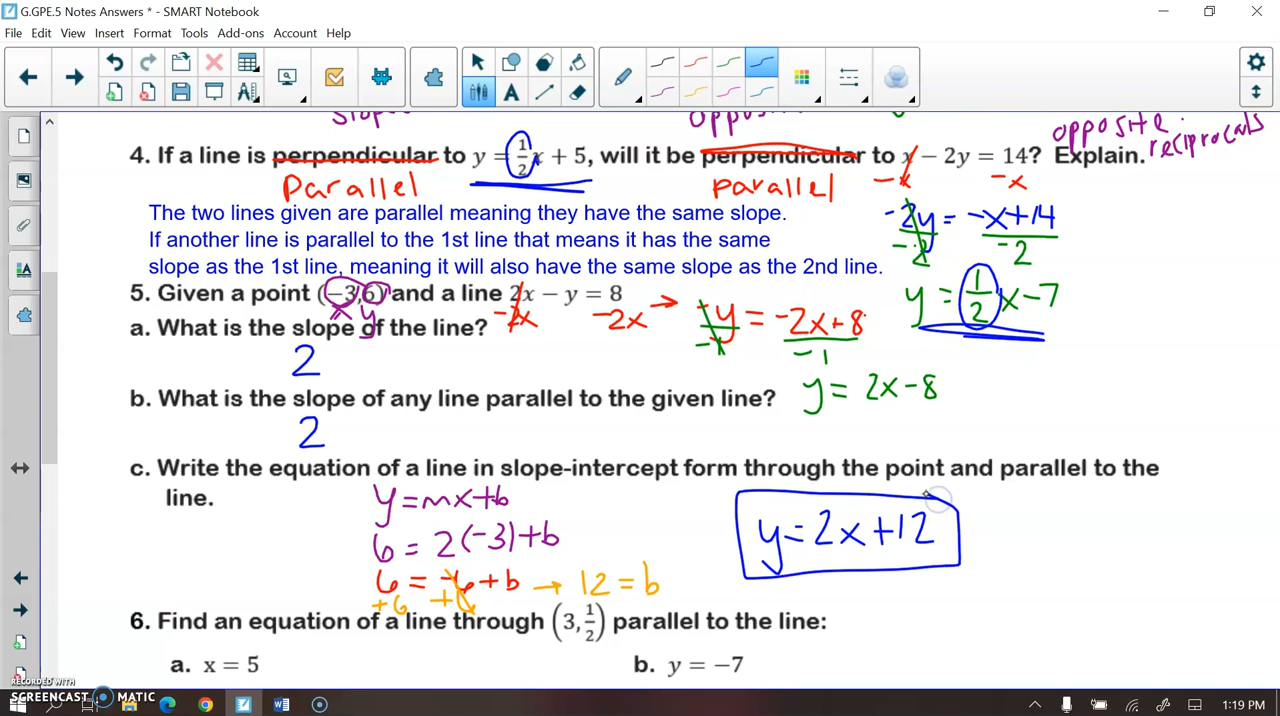 G.GPE.5 Notes Answers * - SMART Notebook
File Edit View Insert Format Tools Add-ons Account Help
slope
opposite reciprocals
4. If a line is perpendicular to y = 1/2 x + 5, will it be perpendicular to x − 2y = 14? Explain.
Parallel parallel −x −x
The two lines given are parallel meaning they have the same slope.
If another line is parallel to the 1st line that means it has the same
slope as the 1st line, meaning it will also have the same slope as the 2nd line.
-2y = -x+14
-2 -2
y = 1/2 x -7
5. Given a point (−3,6) and a line 2x − y = 8
x y -2x -2x →
a. What is the slope of the line?
2
-y = -2x+8
-1 -1
y = 2x-8
b. What is the slope of any line parallel to the given line?
2
c. Write the equation of a line in slope-intercept form through the point and parallel to the
line.
y=mx+b
6 = 2(-3)+b
6 = -6+b → 12=b
+6 +6
y=2x+12
6. Find an equation of a line through (3, 1/2) parallel to the line:
a. x = 5 b. y = −7
RECORDED WITH
SCREENCAST MATIC
1:19 PM